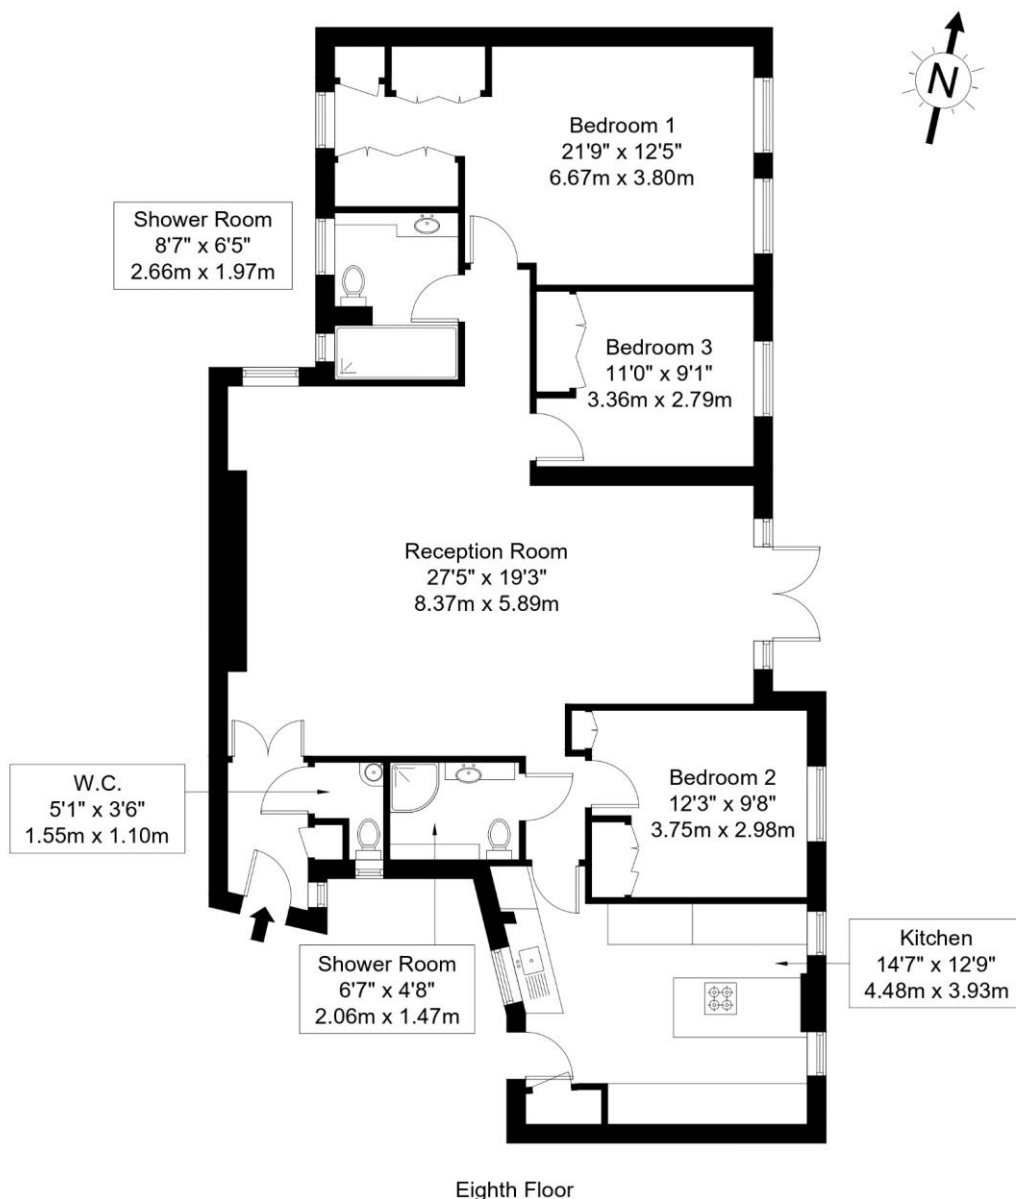 N
Bedroom 1
21'9" x 12'5"
6.67m x 3.80m
Shower Room
8'7" x 6'5"
2.66m x 1.97m
Bedroom 3
11'0" x 9'1"
3.36m x 2.79m
Reception Room
27'5" x 19'3"
8.37m x 5.89m
W.C.
5'1" x 3'6"
1.55m x 1.10m
Bedroom 2
12'3" x 9'8"
3.75m x 2.98m
Shower Room
6'7" x 4'8"
2.06m x 1.47m
Kitchen
14'7" x 12'9"
4.48m x 3.93m
Eighth Floor